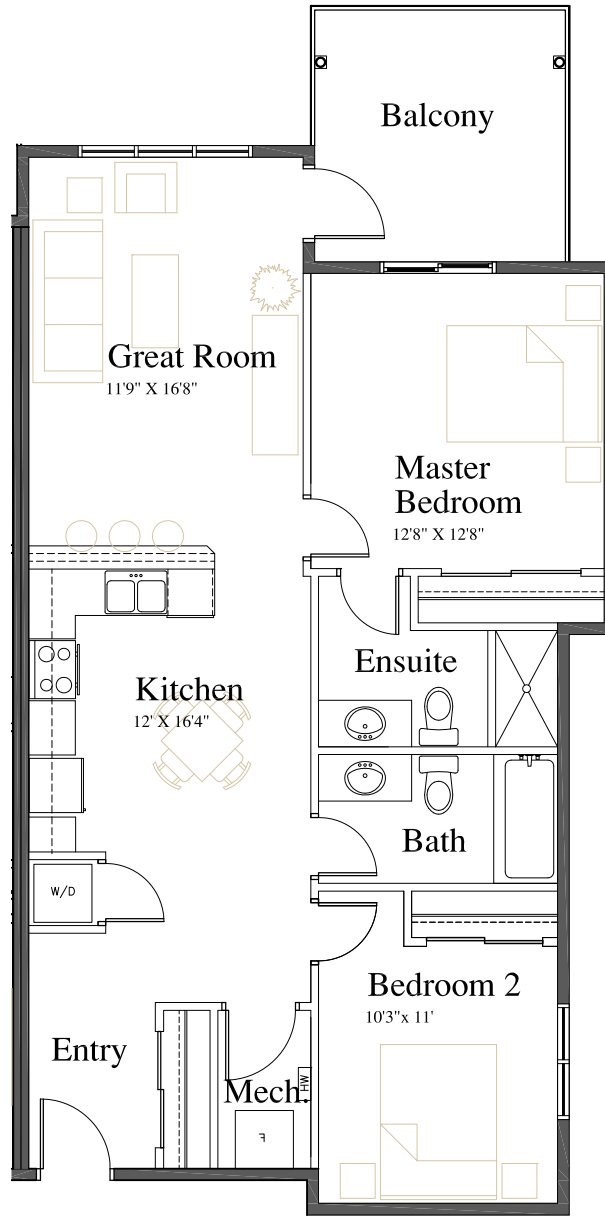 Balcony
Great Room
11'9" X 16'8"
Master
Bedroom
12'8" X 12'8"
Ensuite
Kitchen
12' X 16'4"
Bath
W/D
Bedroom 2
10'3"x 11'
Entry
Mech.
HW
F